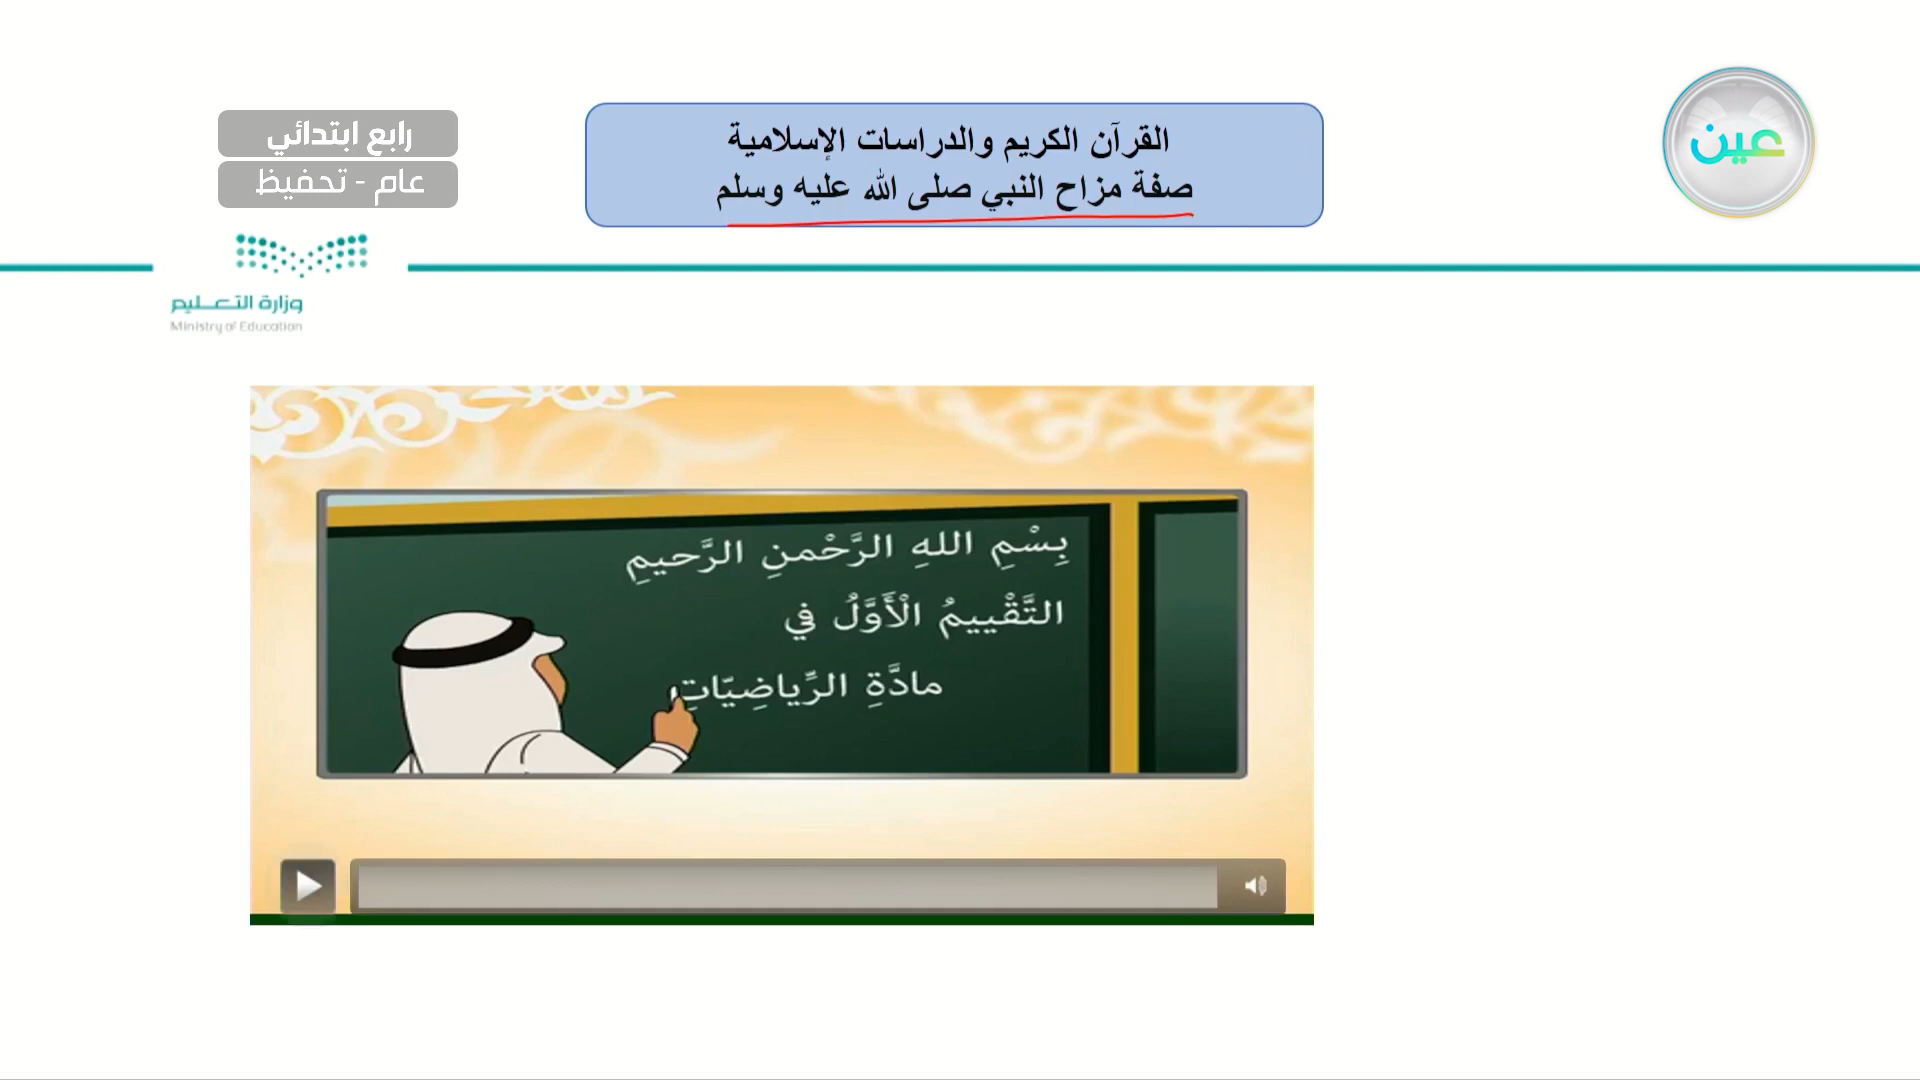 القرآن الكريم والدراسات الإسلامية
صفة مزاح النبي صلى الله عليه وسلم
عين
رابع ابتدائي
عام - تحفيظ
وزارة التعليم
Ministry of Education
بِسْمِ اللهِ الرَّحْمنِ الرَّحيمِ
التَّقْييمُ الْأَوَّلُ في
مادَّةِ الرِّياضِيّاتِ